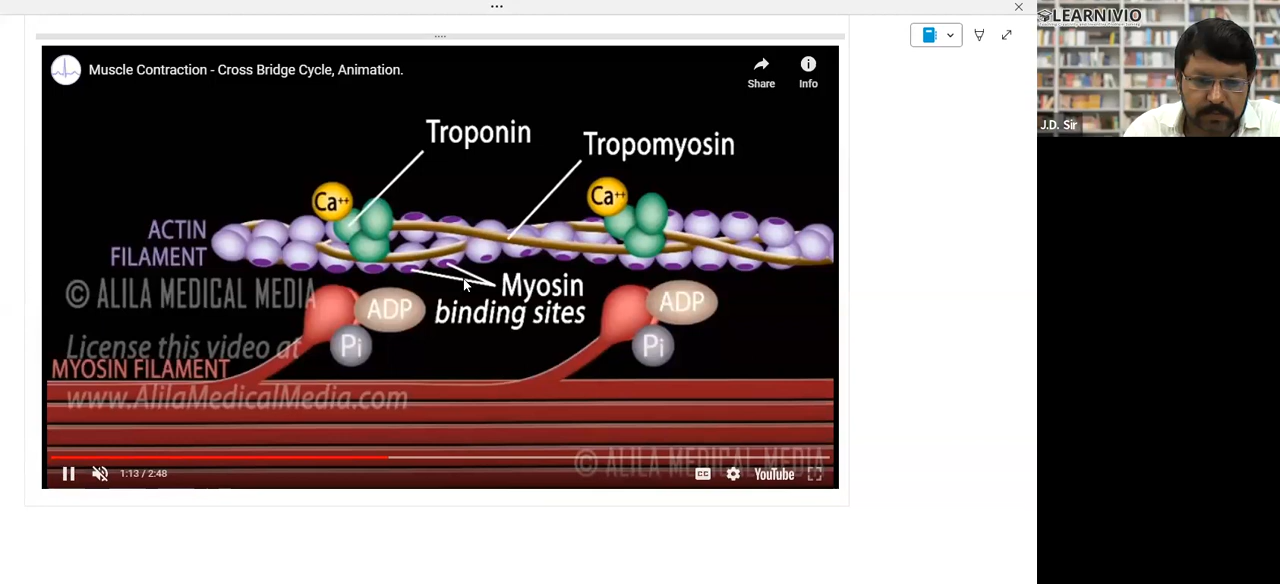 LEARNIVIO
J.D. Sir
Muscle Contraction - Cross Bridge Cycle, Animation.
Share
Info
Troponin
Tropomyosin
Ca++
Ca++
ACTIN
FILAMENT
© ALILA MEDICAL MEDIA
Myosin
binding sites
ADP
Pi
ADP
Pi
License this video at
MYOSIN FILAMENT
www.AlilaMedicalMedia.com
© ALILA MEDICAL MEDIA
1:13 / 2:48
CC
YouTube